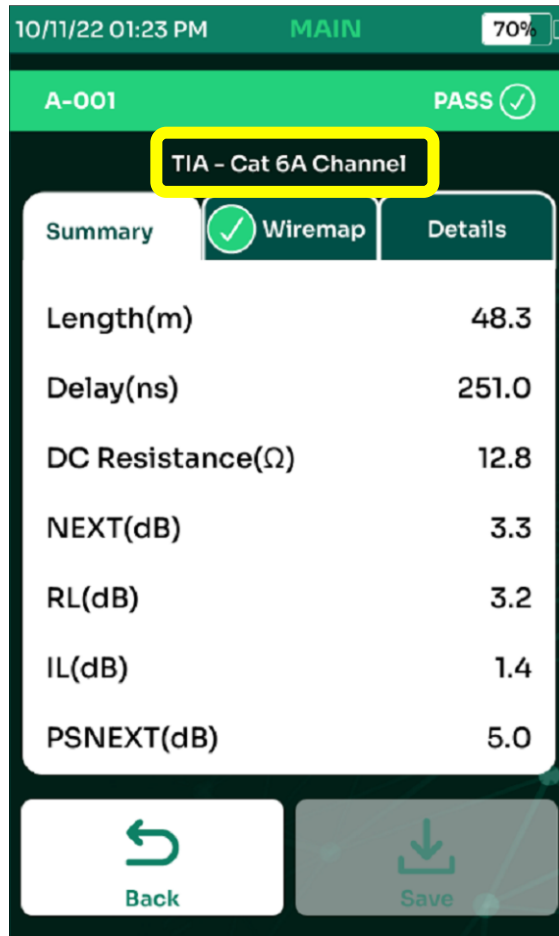 10/11/22 01:23 PM MAIN 70%
A-001 PASS
TIA – Cat 6A Channel
Summary Wiremap Details
Length(m) 48.3
Delay(ns) 251.0
DC Resistance(Ω) 12.8
NEXT(dB) 3.3
RL(dB) 3.2
IL(dB) 1.4
PSNEXT(dB) 5.0
Back Save